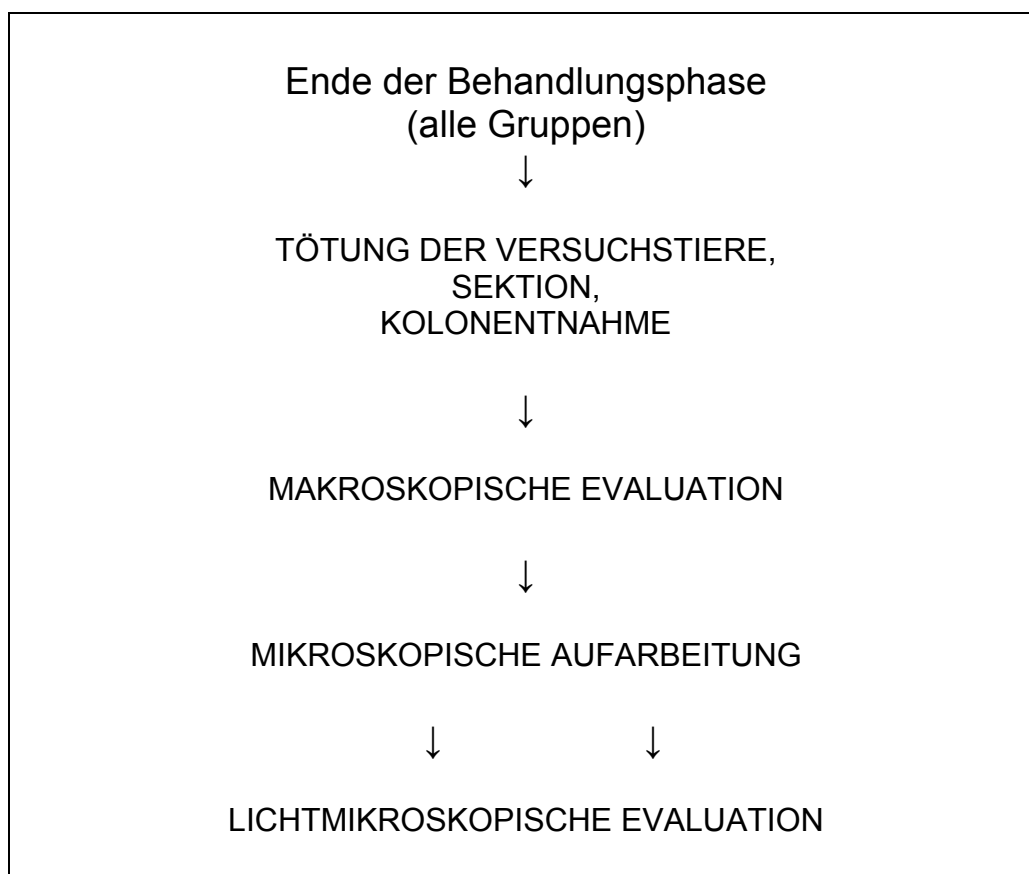 Ende der Behandlungsphase
(alle Gruppen)
↓
TÖTUNG DER VERSUCHSTIERE,
SEKTION,
KOLONENTNAHME
↓
MAKROSKOPISCHE EVALUATION
↓
MIKROSKOPISCHE AUFARBEITUNG
↓ ↓
LICHTMIKROSKOPISCHE EVALUATION